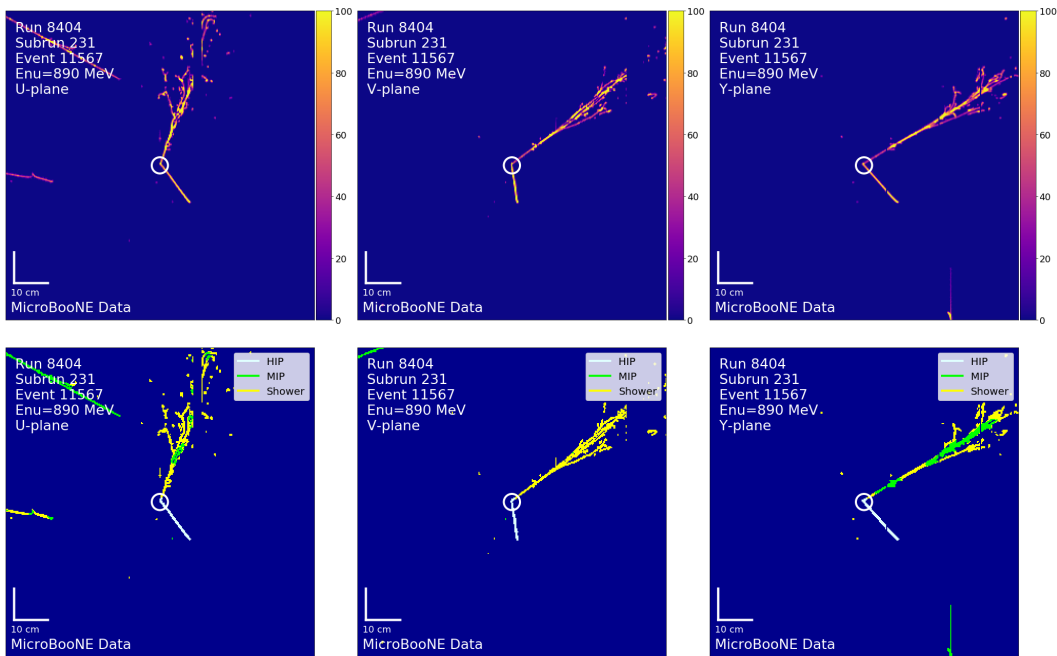 Run 8404
Subrun 231
Event 11567
Enu=890 MeV
U-plane
10 cm
MicroBooNE Data
100
80
60
40
20
0
Run 8404
Subrun 231
Event 11567
Enu=890 MeV
V-plane
10 cm
MicroBooNE Data
100
80
60
40
20
0
Run 8404
Subrun 231
Event 11567
Enu=890 MeV
Y-plane
10 cm
MicroBooNE Data
100
80
60
40
20
0
Run 8404
Subrun 231
Event 11567
Enu=890 MeV
U-plane
HIP
MIP
Shower
10 cm
MicroBooNE Data
Run 8404
Subrun 231
Event 11567
Enu=890 MeV
V-plane
HIP
MIP
Shower
10 cm
MicroBooNE Data
Run 8404
Subrun 231
Event 11567
Enu=890 MeV
Y-plane
HIP
MIP
Shower
10 cm
MicroBooNE Data